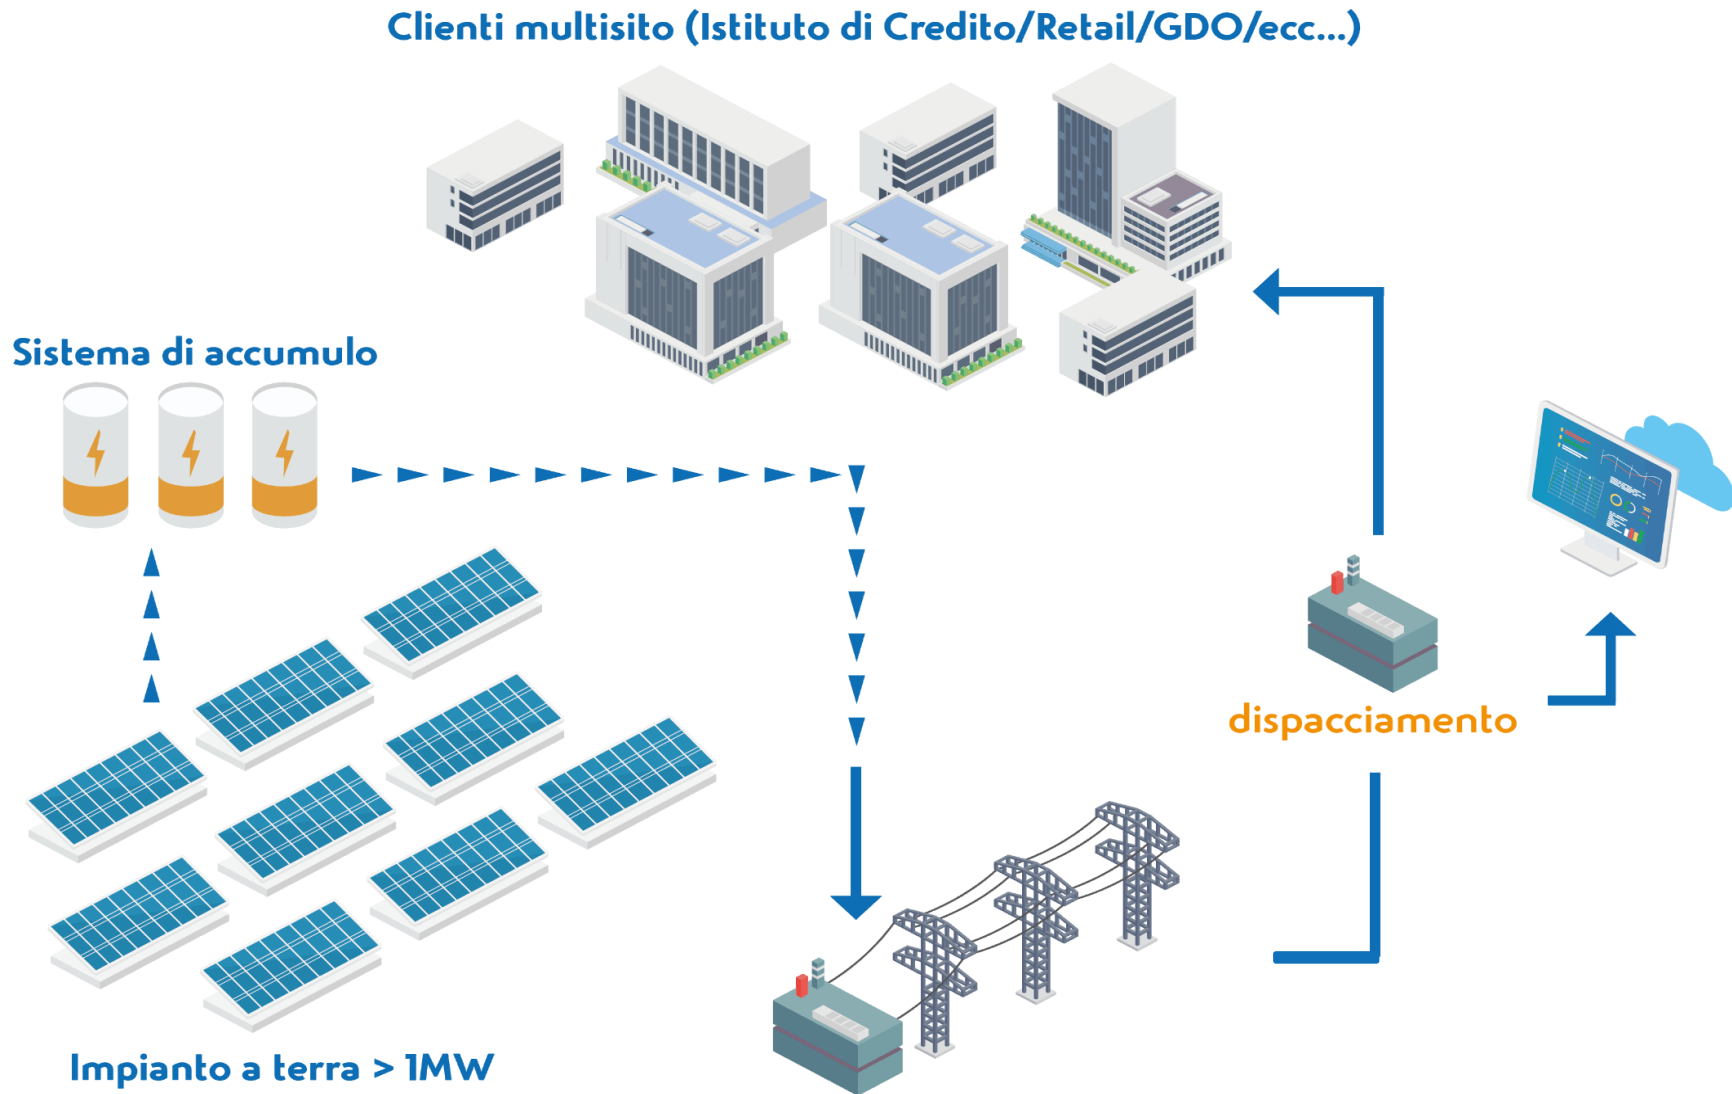 Clienti multisito (Istituto di Credito/Retail/GDO/ecc...)
Sistema di accumulo
dispacciamento
Impianto a terra > 1MW